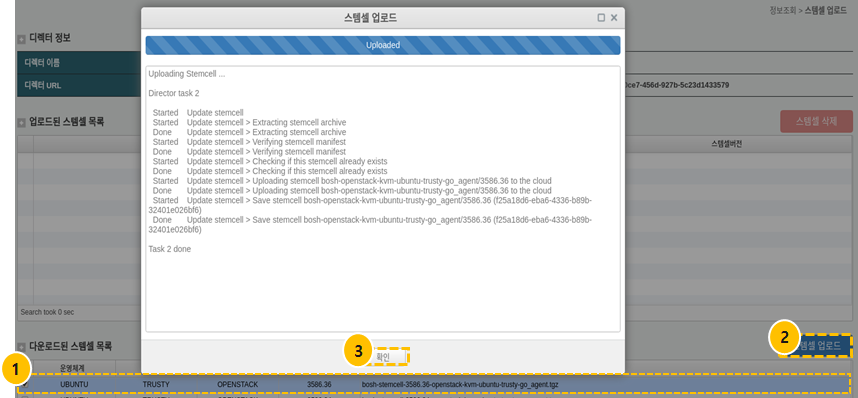 정보조회 > 스템셀 업로드
스템셀 업로드
디렉터 정보
Uploaded
디렉터 이름
디렉터 URL
ce7-456d-927b-5c23d1433579
Uploading Stemcell ...
Director task 2
Started Update stemcell
Started Update stemcell > Extracting stemcell archive
Done Update stemcell > Extracting stemcell archive
Started Update stemcell > Verifying stemcell manifest
Done Update stemcell > Verifying stemcell manifest
Started Update stemcell > Checking if this stemcell already exists
Done Update stemcell > Checking if this stemcell already exists
Started Update stemcell > Uploading stemcell bosh-openstack-kvm-ubuntu-trusty-go_agent/3586.36 to the cloud
Done Update stemcell > Uploading stemcell bosh-openstack-kvm-ubuntu-trusty-go_agent/3586.36 to the cloud
Started Update stemcell > Save stemcell bosh-openstack-kvm-ubuntu-trusty-go_agent/3586.36 (f25a18d6-eba6-4336-b89b-
32401e026bf6)
Done Update stemcell > Save stemcell bosh-openstack-kvm-ubuntu-trusty-go_agent/3586.36 (f25a18d6-eba6-4336-b89b-
32401e026bf6)
Task 2 done
업로드된 스템셀 목록
스템셀 삭제
스템셀버전
Search took 0 sec
다운로드된 스템셀 목록
2
스템셀 업로드
3
확인
1
운영체계
UBUNTU TRUSTY OPENSTACK 3586.36 bosh-stemcell-3586.36-openstack-kvm-ubuntu-trusty-go_agent.tgz